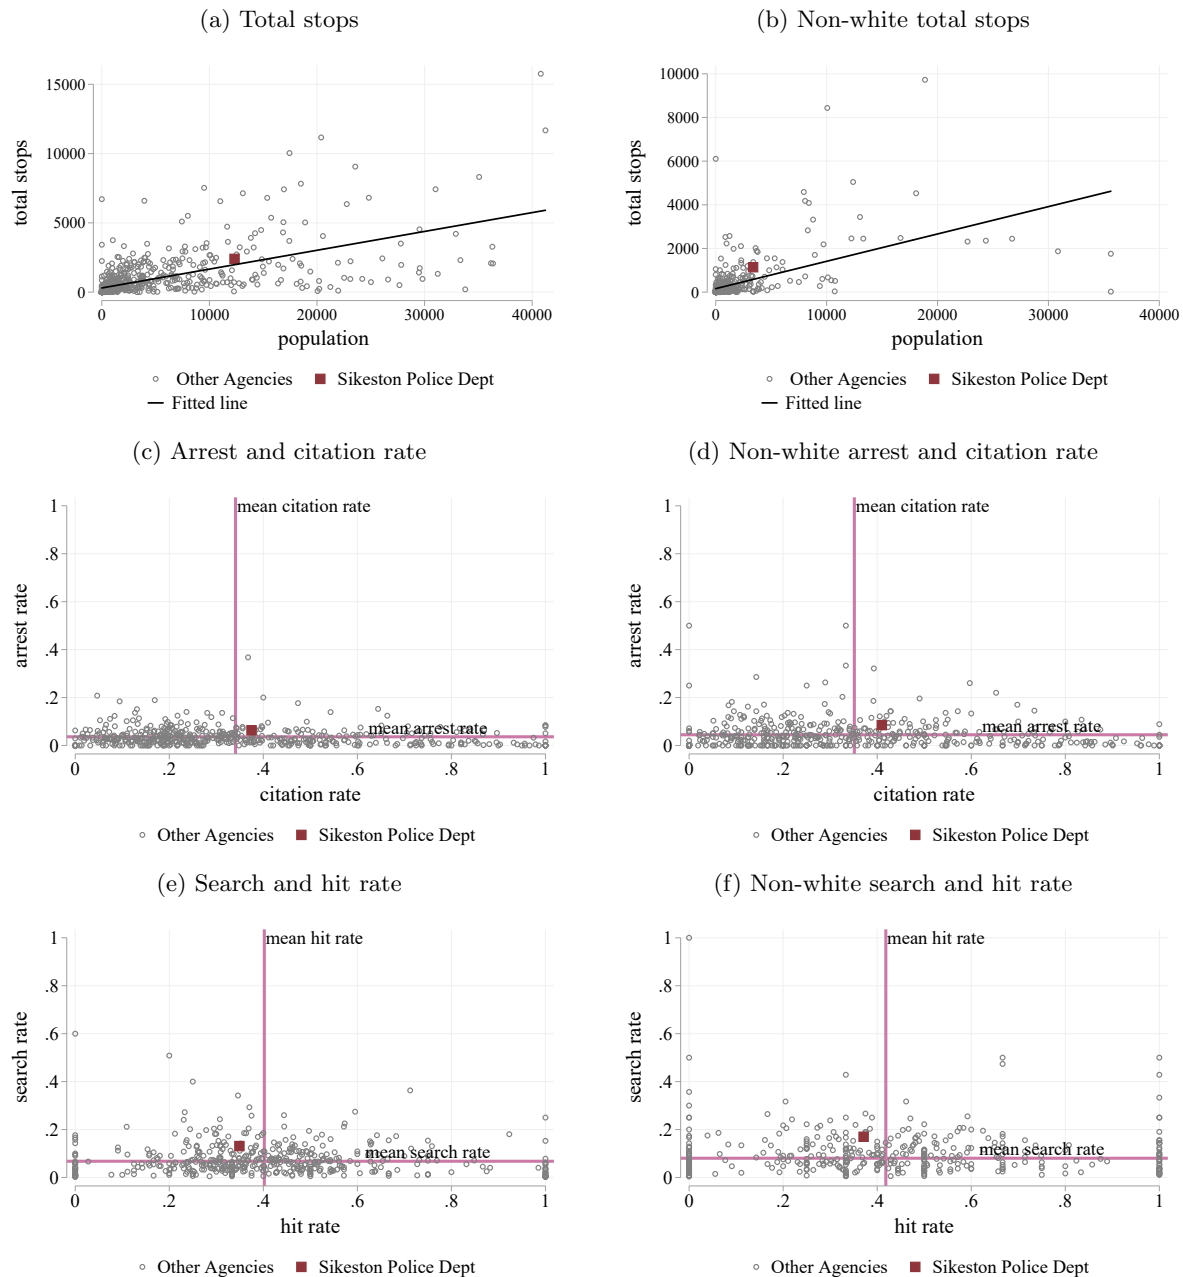 (a) Total stops
(b) Non-white total stops
total stops
15000
10000
5000
0
0 10000 20000 30000 40000
population
Other Agencies Sikeston Police Dept
Fitted line
total stops
10000
8000
6000
4000
2000
0
0 10000 20000 30000 40000
population
Other Agencies Sikeston Police Dept
Fitted line
(c) Arrest and citation rate
(d) Non-white arrest and citation rate
arrest rate
1
.8
.6
.4
.2
0
mean citation rate
mean arrest rate
0 .2 .4 .6 .8 1
citation rate
Other Agencies Sikeston Police Dept
arrest rate
1
.8
.6
.4
.2
0
mean citation rate
mean arrest rate
0 .2 .4 .6 .8 1
citation rate
Other Agencies Sikeston Police Dept
(e) Search and hit rate
(f) Non-white search and hit rate
search rate
1
.8
.6
.4
.2
0
mean hit rate
mean search rate
0 .2 .4 .6 .8 1
hit rate
Other Agencies Sikeston Police Dept
search rate
1
.8
.6
.4
.2
0
mean hit rate
mean search rate
0 .2 .4 .6 .8 1
hit rate
Other Agencies Sikeston Police Dept